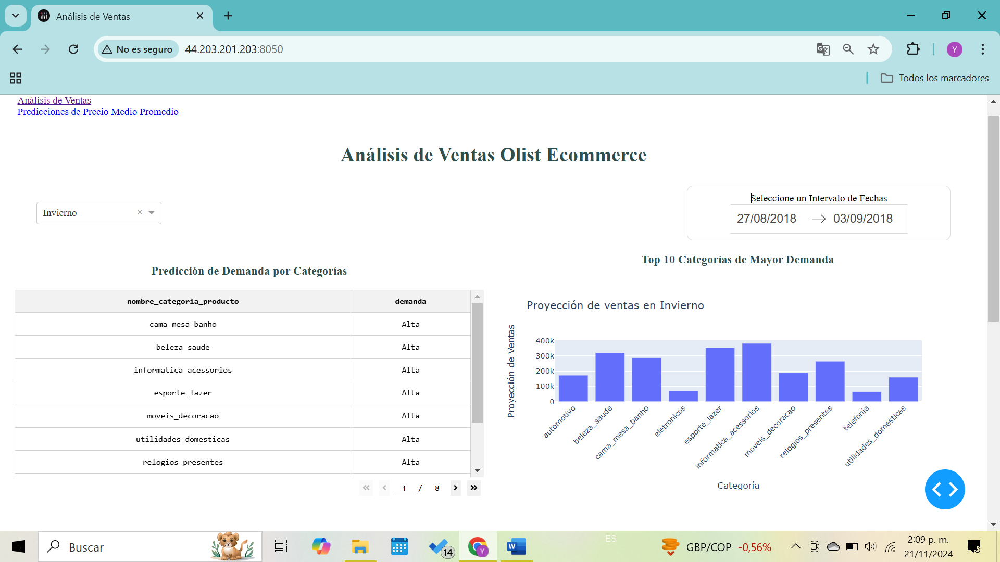 Análisis de Ventas
No es seguro
44.203.201.203:8050
Y
Todos los marcadores
Análisis de Ventas
Predicciones de Precio Medio Promedio
Análisis de Ventas Olist Ecommerce
Invierno
Seleccione un Intervalo de Fechas
27/08/2018 → 03/09/2018
Predicción de Demanda por Categorías
nombre_categoria_producto demanda
cama_mesa_banho Alta
beleza_saude Alta
informatica_acessorios Alta
esporte_lazer Alta
moveis_decoracao Alta
utilidades_domesticas Alta
relogios_presentes Alta
1 / 8
Top 10 Categorías de Mayor Demanda
Proyección de ventas en Invierno
Proyección de Ventas
400k
300k
200k
100k
0
automotivo
beleza_saude
cama_mesa_banho
eletronicos
esporte_lazer
informatica_acessorios
moveis_decoracao
relogios_presentes
telefonia
utilidades_domesticas
Categoría
Buscar
14
Y
W
ES
GBP/COP -0,56%
2:09 p. m.
21/11/2024